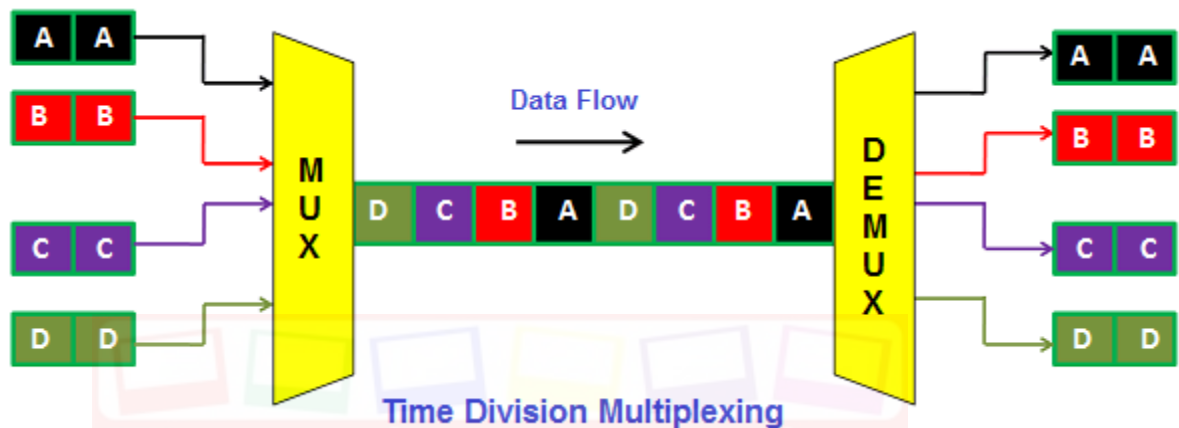 A A
B B
C C
D D
MUX
Data Flow
D C B A D C B A
DEMUX
A A
B B
C C
D D
Time Division Multiplexing